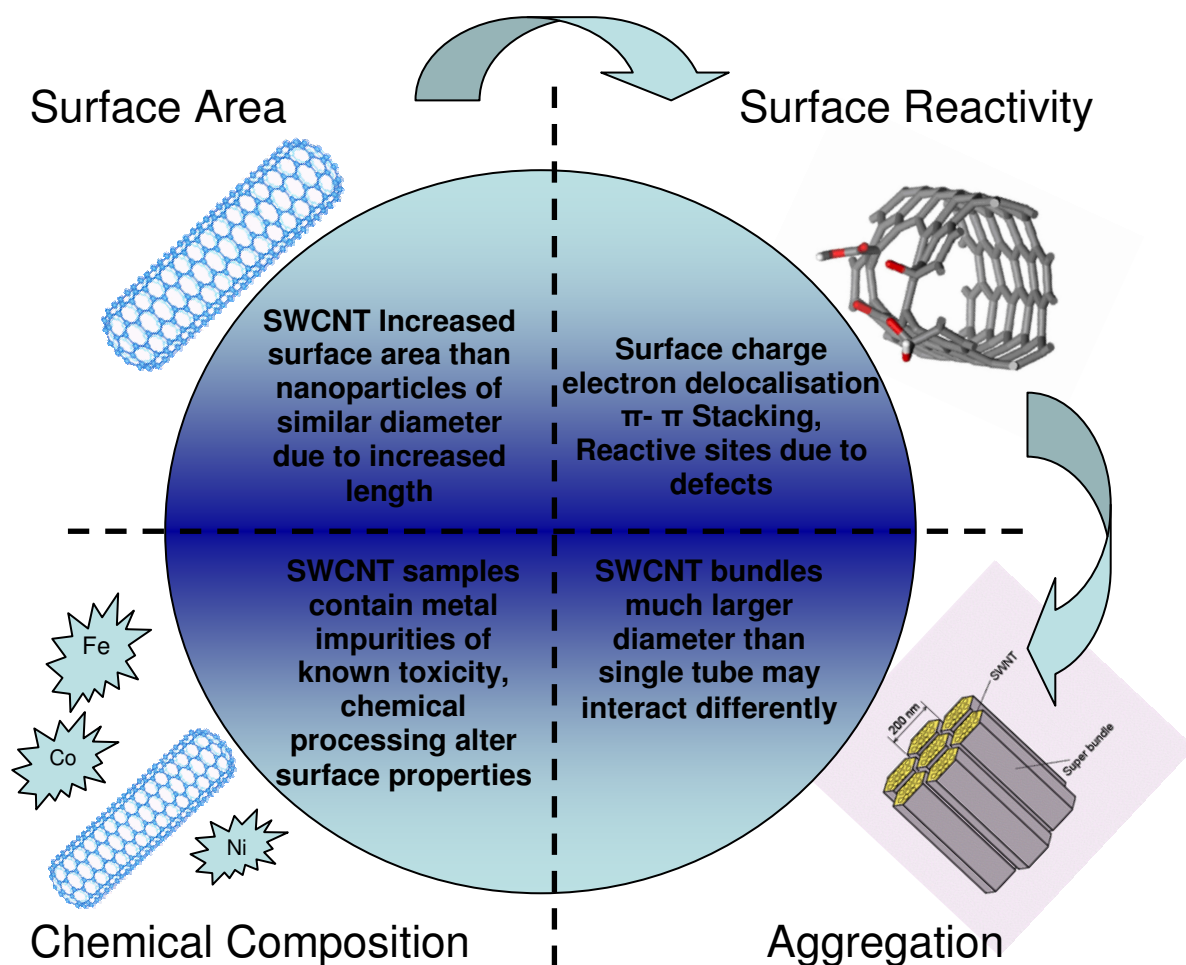 Surface Area
Surface Reactivity
SWCNT Increased
surface area than
nanoparticles of
similar diameter
due to increased
length
Surface charge
electron delocalisation
π- π Stacking,
Reactive sites due to
defects
SWCNT samples
contain metal
impurities of
known toxicity,
chemical
processing alter
surface properties
SWCNT bundles
much larger
diameter than
single tube may
interact differently
Fe
Co
Ni
200 nm
SWNT
Super bundle
Chemical Composition
Aggregation